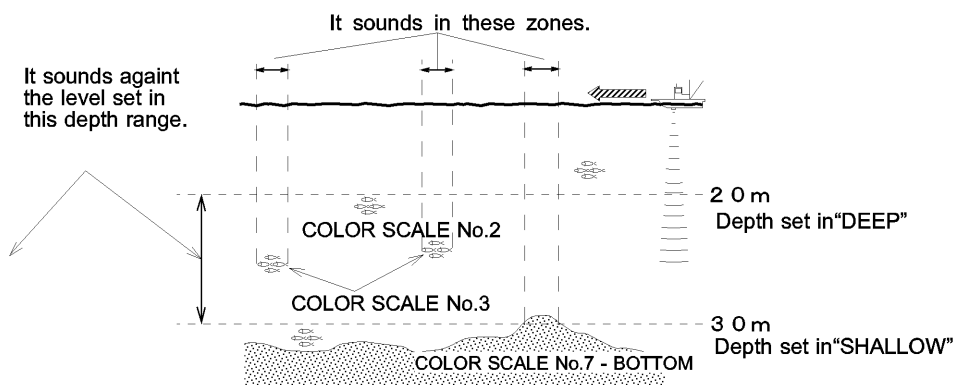 It sounds in these zones.
It sounds againt
the level set in
this depth range.
20m
Depth set in“DEEP”
COLOR SCALE No.2
COLOR SCALE No.3
30m
Depth set in“SHALLOW”
COLOR SCALE No.7 - BOTTOM